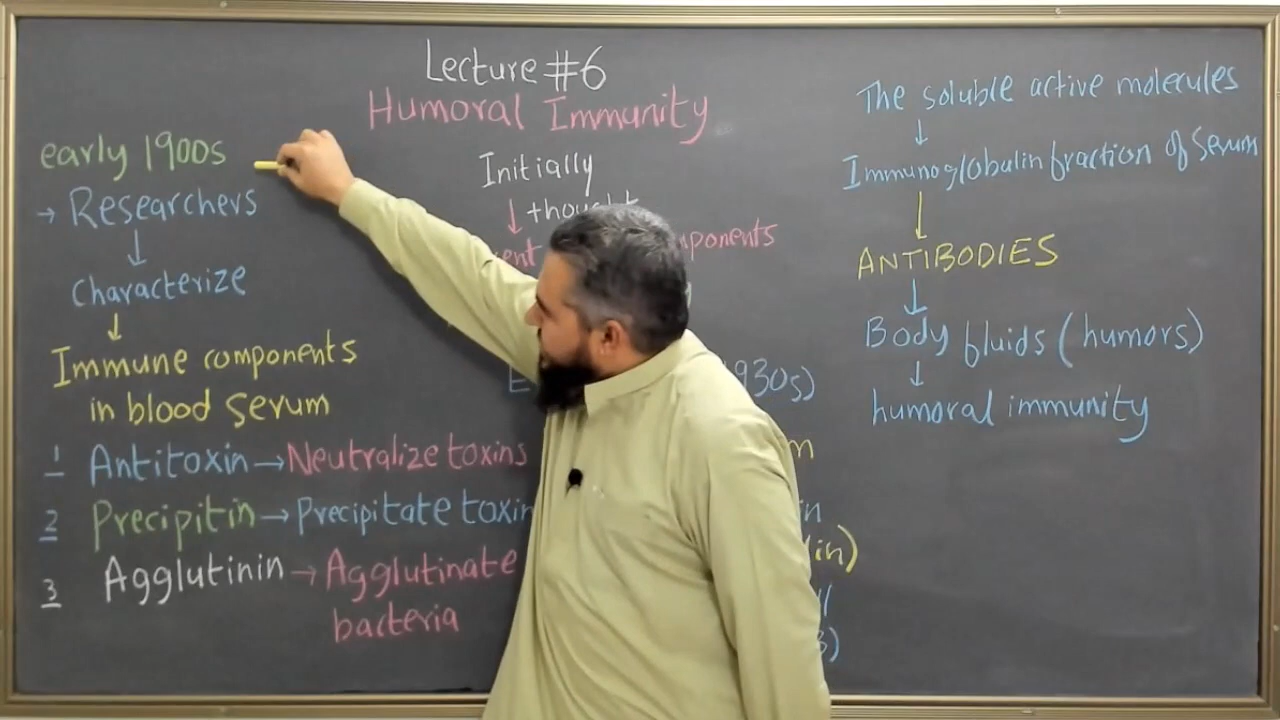 Lecture #6
Humoral Immunity
early 1900s
→ Researchers
↓
Characterize
↓
Immune components
in blood serum
1 Antitoxin → Neutralize toxins
2 Precipitin → Precipitate toxin
3 Agglutinin → Agglutinate
bacteria
Initially
↓ thought
The soluble active molecules
↓
Immunoglobulin fraction of serum
↓
ANTIBODIES
↓
Body fluids (humors)
↓
humoral immunity